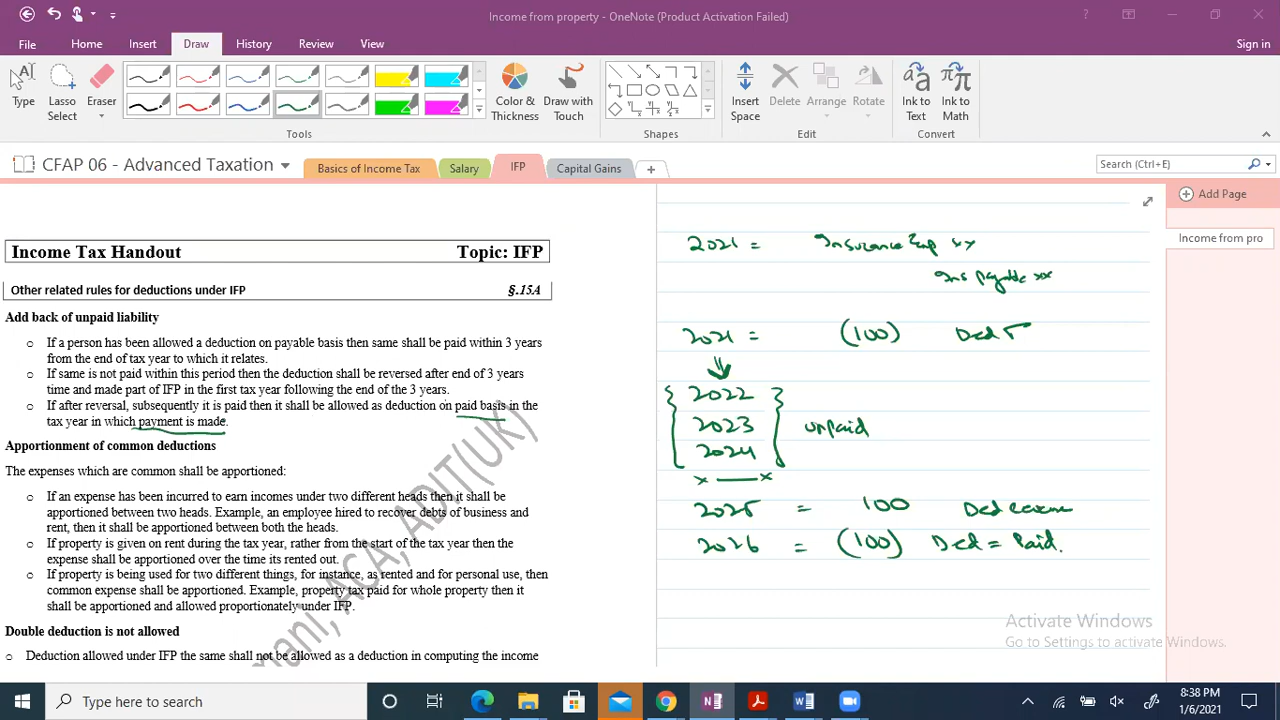 Income from property - OneNote (Product Activation Failed)
File Home Insert Draw History Review View Sign in
Type Lasso Select Eraser Color & Thickness Draw with Touch Insert Space Delete Arrange Rotate Ink to Text Ink to Math
Tools Shapes Edit Convert
CFAP 06 - Advanced Taxation Basics of Income Tax Salary IFP Capital Gains Search (Ctrl+E)
Add Page
Income from pro
Income Tax Handout Topic: IFP
Other related rules for deductions under IFP §.15A
Add back of unpaid liability
o If a person has been allowed a deduction on payable basis then same shall be paid within 3 years
from the end of tax year to which it relates.
o If same is not paid within this period then the deduction shall be reversed after end of 3 years
time and made part of IFP in the first tax year following the end of the 3 years.
o If after reversal, subsequently it is paid then it shall be allowed as deduction on paid basis in the
tax year in which payment is made.
Apportionment of common deductions
The expenses which are common shall be apportioned:
o If an expense has been incurred to earn incomes under two different heads then it shall be
apportioned between two heads. Example, an employee hired to recover debts of business and
rent, then it shall be apportioned between both the heads.
o If property is given on rent during the tax year, rather from the start of the tax year then the
expense shall be apportioned over the time its rented out.
o If property is being used for two different things, for instance, as rented and for personal use, then
common expense shall be apportioned. Example, property tax paid for whole property then it
shall be apportioned and allowed proportionately under IFP.
Double deduction is not allowed
o Deduction allowed under IFP the same shall not be allowed as a deduction in computing the income
ani, ACA, ADIT(UK)
2021 = Insurance Exp xx
Ins payable xx
2021 = (100) Ded
2022
2023 unpaid
2024
x — x
2025 = 100 Ded
2026 = (100) Ded = Paid.
Activate Windows
Go to Settings to activate Windows.
Type here to search
8:38 PM
1/6/2021